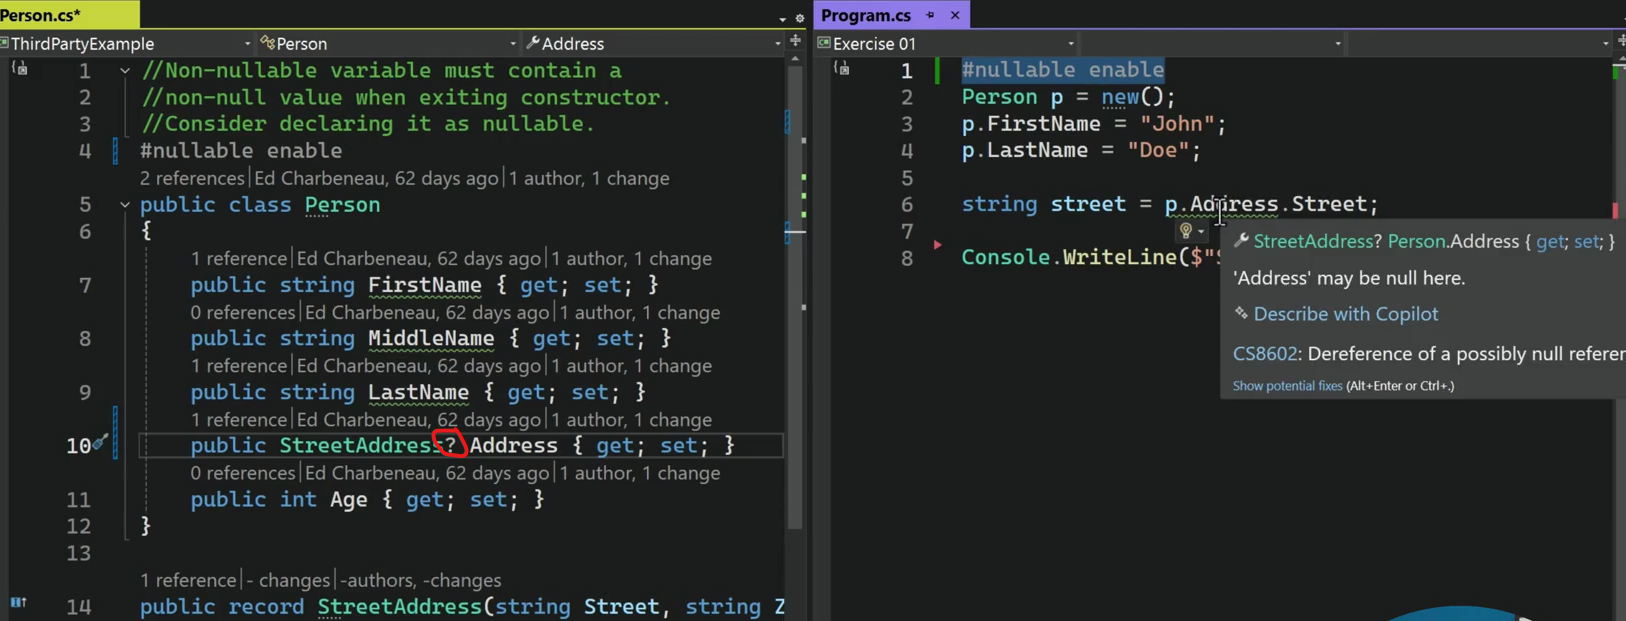 Person.cs*
ThirdPartyExample Person Address
1 //Non-nullable variable must contain a
2 //non-null value when exiting constructor.
3 //Consider declaring it as nullable.
4 #nullable enable
2 references|Ed Charbeneau, 62 days ago|1 author, 1 change
5 public class Person
6 {
1 reference|Ed Charbeneau, 62 days ago|1 author, 1 change
7 public string FirstName { get; set; }
0 references|Ed Charbeneau, 62 days ago|1 author, 1 change
8 public string MiddleName { get; set; }
1 reference|Ed Charbeneau, 62 days ago|1 author, 1 change
9 public string LastName { get; set; }
1 reference|Ed Charbeneau, 62 days ago|1 author, 1 change
10 public StreetAddress? Address { get; set; }
0 references|Ed Charbeneau, 62 days ago|1 author, 1 change
11 public int Age { get; set; }
12 }
13
1 reference|- changes|-authors, -changes
14 public record StreetAddress(string Street, string Z
Program.cs
Exercise 01
1 #nullable enable
2 Person p = new();
3 p.FirstName = "John";
4 p.LastName = "Doe";
5
6 string street = p.Address.Street;
7
8 Console.WriteLine($"S
StreetAddress? Person.Address { get; set; }
'Address' may be null here.
Describe with Copilot
CS8602: Dereference of a possibly null referen
Show potential fixes (Alt+Enter or Ctrl+.)